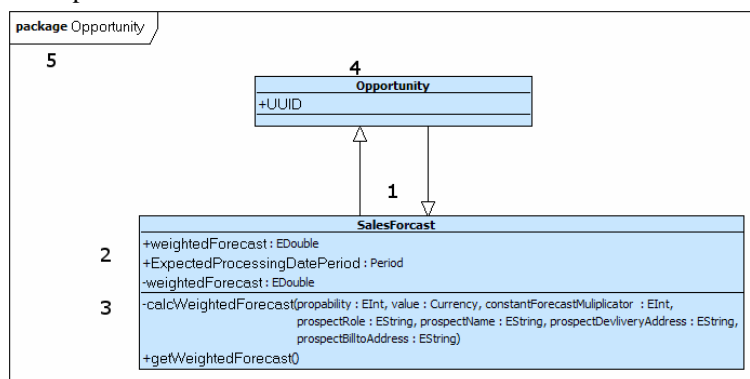 package Opportunity
5
4
Opportunity
+UUID
1
SalesForcast
2
+weightedForecast : EDouble
+ExpectedProcessingDatePeriod : Period
-weightedForecast : EDouble
3
-calcWeightedForecast(propability : EInt, value : Currency, constantForecastMuliplicator : EInt,
prospectRole : EString, prospectName : EString, prospectDevliveryAddress : EString,
prospectBilltoAddress : EString)
+getWeightedForecast()